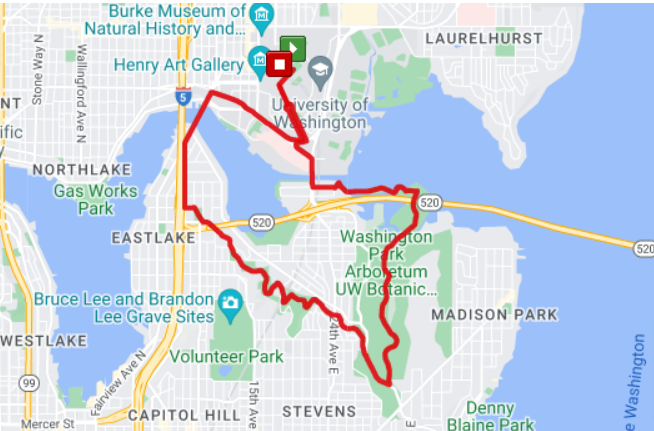 Burke Museum of
Natural History and...
LAURELHURST
Stone Way N
Wallingford Ave N
Henry Art Gallery
5
University of
Washington
NT
ific
y
NORTHLAKE
Gas Works
Park
520
520
520
EASTLAKE
Washington
Park
Arboretum
UW Botanic...
Bruce Lee and Brandon
Lee Grave Sites
MADISON PARK
WESTLAKE
24th Ave E
Volunteer Park
99
Fairview Ave N
15th Ave
e Washington
CAPITOL HILL
STEVENS
Denny
Blaine Park
Mercer St
E